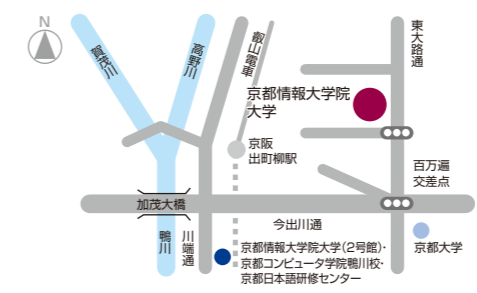 N
賀茂川
高野川
叡山電車
東大路通
京都情報大学院
大学
京阪
出町柳駅
百万遍
交差点
加茂大橋
今出川通
鴨川
川端通
京都情報大学院大学(2号館)・
京都コンピュータ学院鴨川校・
京都日本語研修センター
京都大学